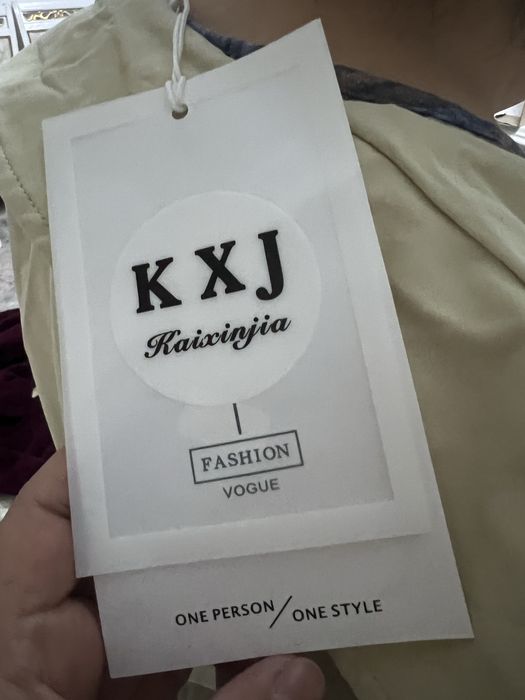 KXJ
Kaixinjia
FASHION
VOGUE
ONE PERSON / ONE STYLE